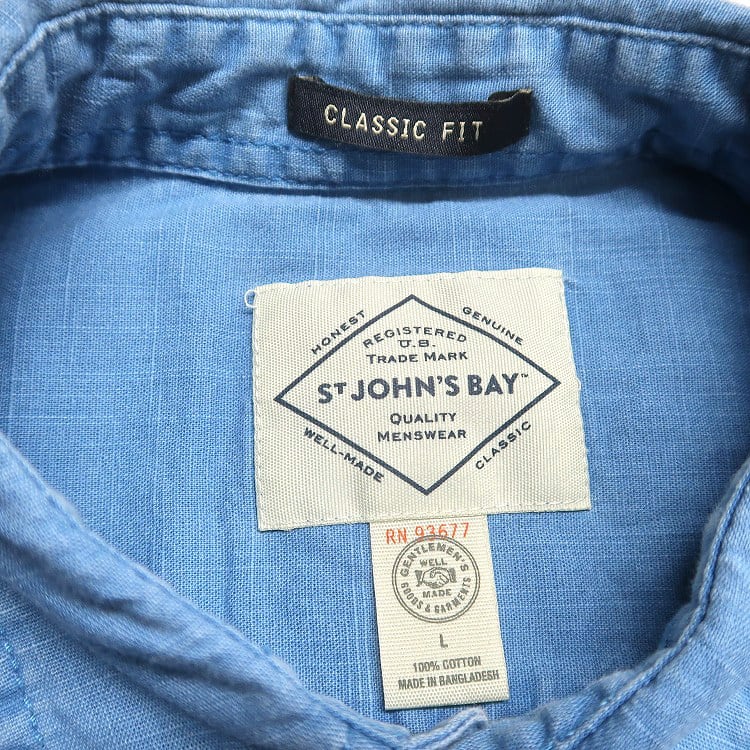 CLASSIC FIT
HONEST
GENUINE
REGISTERED
U.S.
TRADE MARK
ST JOHN'S BAY™
QUALITY
MENSWEAR
WELL-MADE
CLASSIC
RN 93677
GENTLEMEN'S
WELL
MADE
GOODS & GARMENTS
L
100% COTTON
MADE IN BANGLADESH